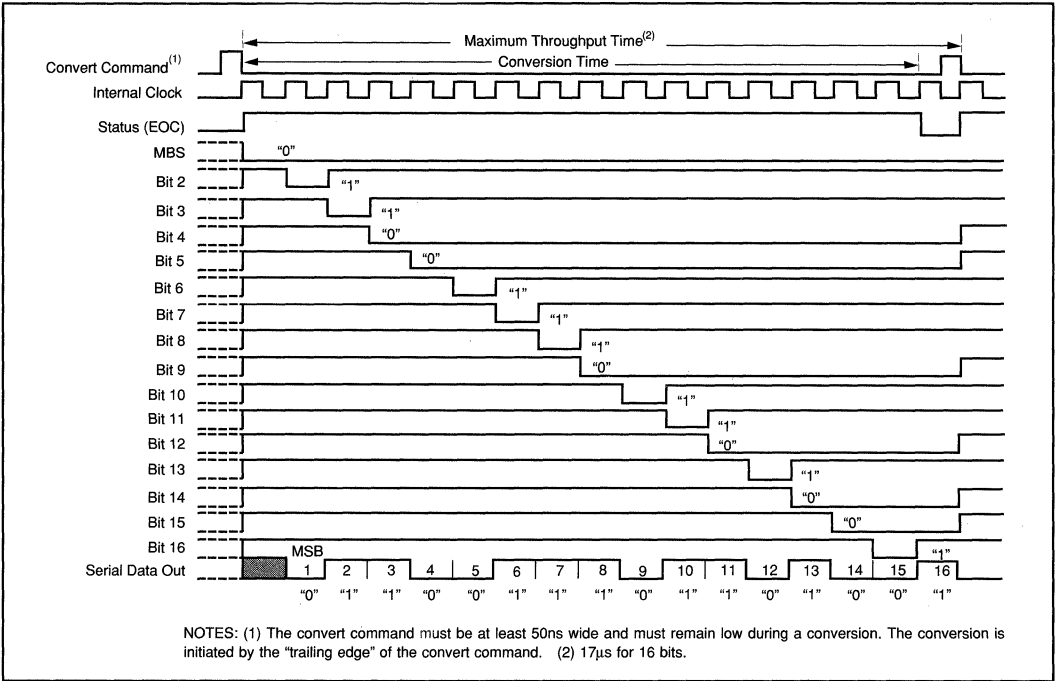 Maximum Throughput Time(2)
Convert Command(1)
Conversion Time
Internal Clock
Status (EOC)
MBS "0"
Bit 2 "1"
Bit 3 "1"
Bit 4 "0"
Bit 5 "0"
Bit 6 "1"
Bit 7 "1"
Bit 8 "1"
Bit 9 "0"
Bit 10 "1"
Bit 11 "1"
Bit 12 "0"
Bit 13 "1"
Bit 14 "0"
Bit 15 "0"
Bit 16 "1"
MSB
Serial Data Out 1 2 3 4 5 6 7 8 9 10 11 12 13 14 15 16
"0" "1" "1" "0" "0" "1" "1" "1" "0" "1" "1" "0" "1" "0" "0" "1"
NOTES: (1) The convert command must be at least 50ns wide and must remain low during a conversion. The conversion is
initiated by the "trailing edge" of the convert command. (2) 17µs for 16 bits.